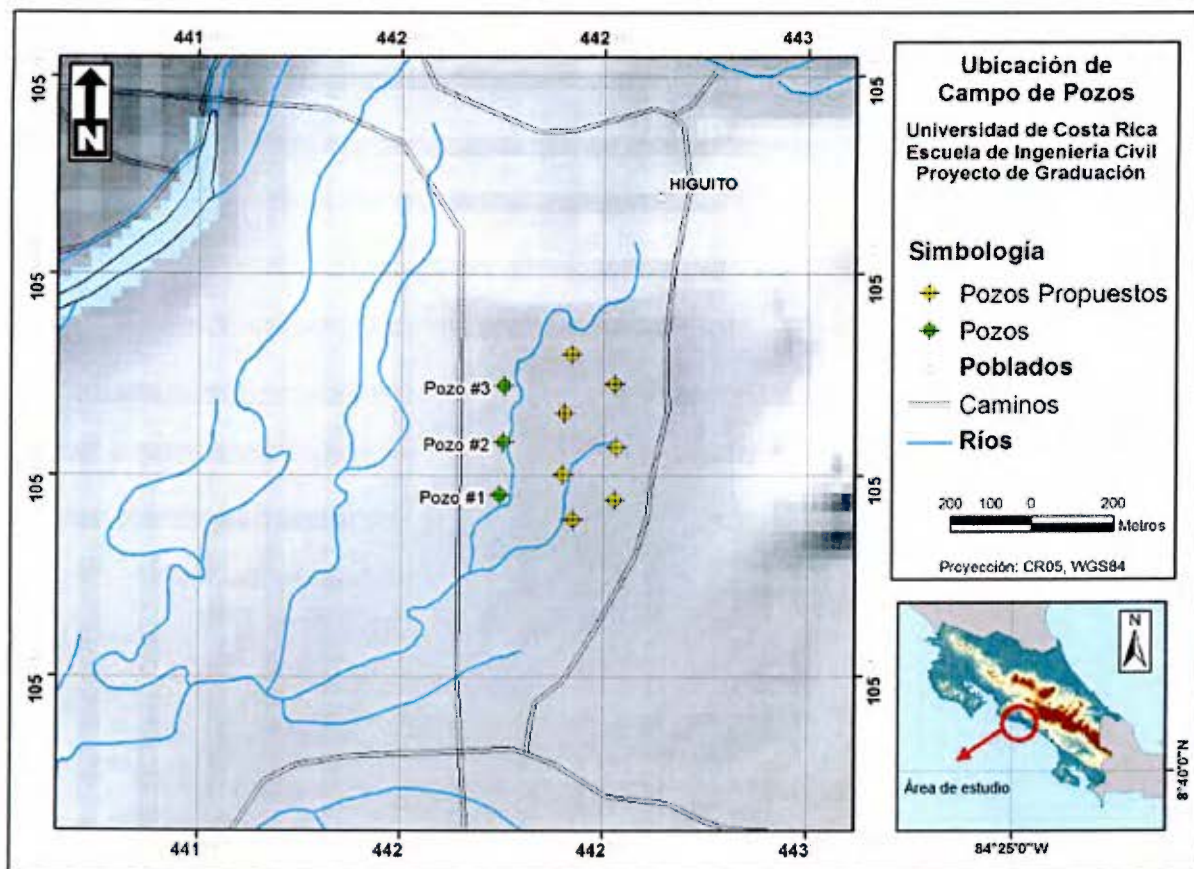 441 442 442 443
105
105
105
105
105
105
105
105
N
HIGUITO
Pozo #3
Pozo #2
Pozo #1
441 442 442 443
Ubicación de
Campo de Pozos
Universidad de Costa Rica
Escuela de Ingeniería Civil
Proyecto de Graduación
Simbología
Pozos Propuestos
Pozos
Poblados
Caminos
Ríos
200 100 0 200
Metros
Proyección: CR05, WGS84
N
Área de estudio
8°40'0"N
84°25'0"W